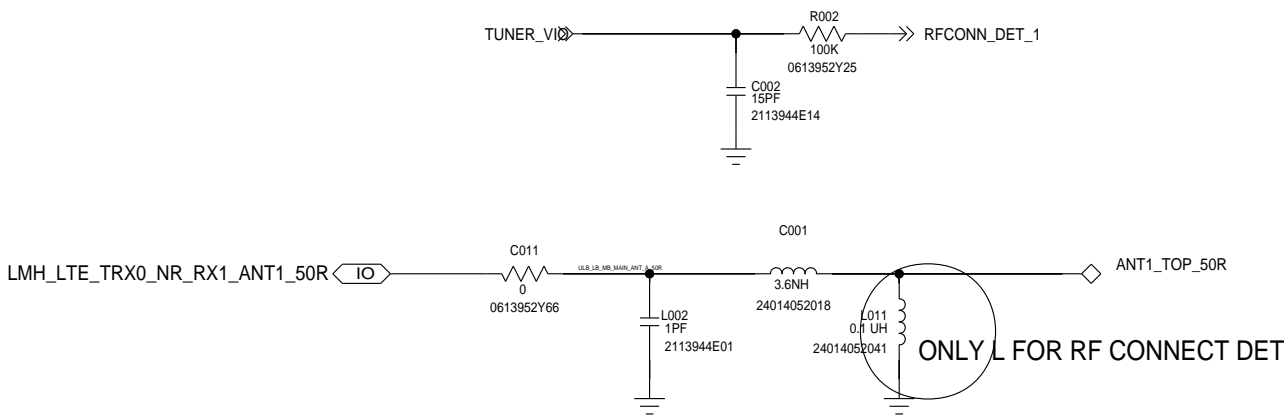 R002
TUNER_VIO
RFCONN_DET_1
100K
0613952Y25
C002
15PF
2113944E14
C001
C011
LMH_LTE_TRX0_NR_RX1_ANT1_50R
IO
ANT1_TOP_50R
0
3.6NH
0613952Y66
24014052018
L002
1PF
2113944E01
L011
0.1 UH
24014052041
ONLY L FOR RF CONNECT DET